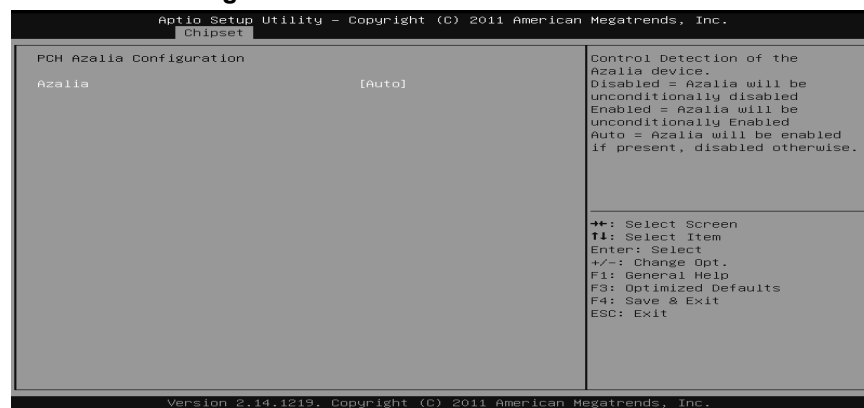 Aptio Setup Utility – Copyright (C) 2011 American Megatrends, Inc.
Chipset
PCH Azalia Configuration
Azalia [Auto]
Control Detection of the
Azalia device.
Disabled = Azalia will be
unconditionally disabled
Enabled = Azalia will be
unconditionally Enabled
Auto = Azalia will be enabled
if present, disabled otherwise.
→←: Select Screen
↑↓: Select Item
Enter: Select
+/-: Change Opt.
F1: General Help
F3: Optimized Defaults
F4: Save & Exit
ESC: Exit
Version 2.14.1219. Copyright (C) 2011 American Megatrends, Inc.